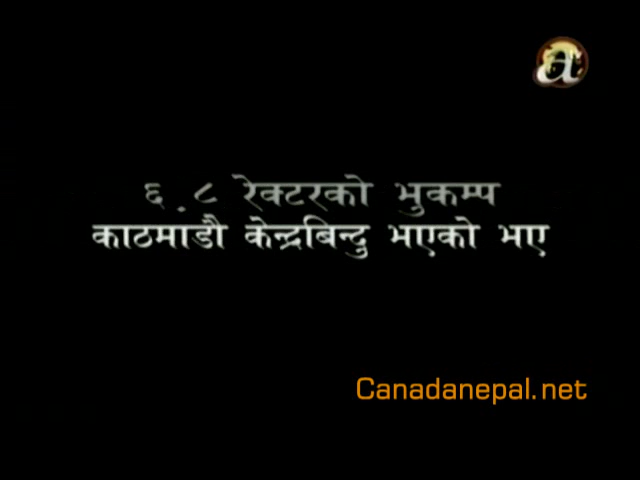 a
६.८ रेक्टरको भुकम्प
काठमाडौ केन्द्रबिन्दु भएको भए
Canadanepal.net